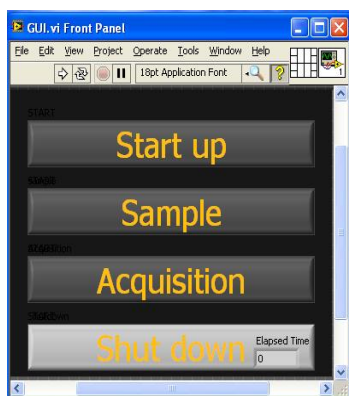 GUI.vi Front Panel
File Edit View Project Operate Tools Window Help
18pt Application Font
1
START
Start up
Sample
Acquisition
Shut down
Elapsed Time
0